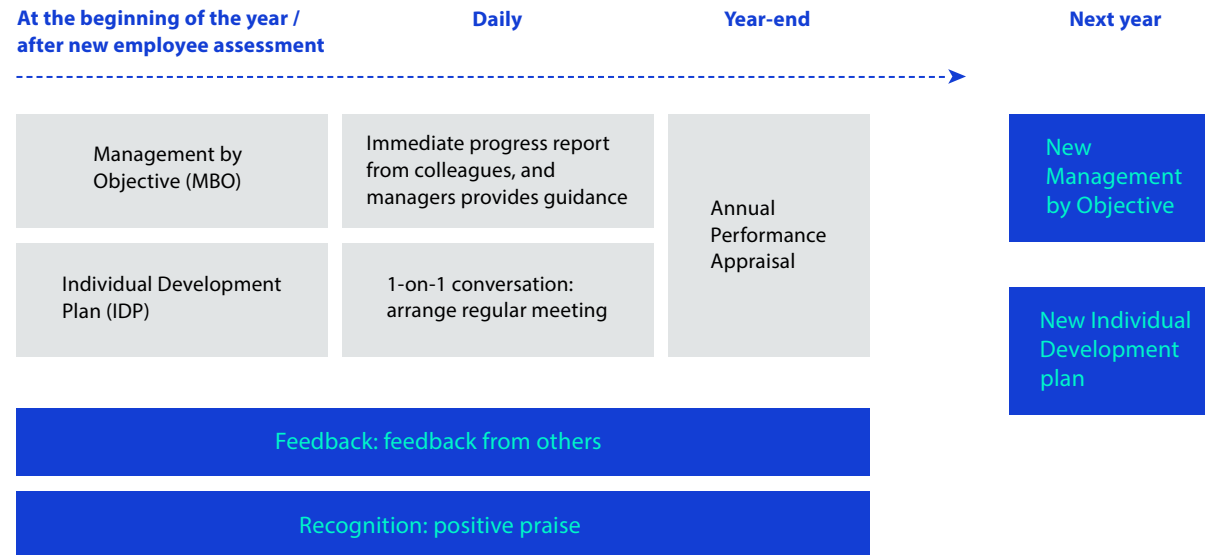 At the beginning of the year /
after new employee assessment
Daily
Year-end
Next year
Management by
Objective (MBO)
Individual Development
Plan (IDP)
Immediate progress report
from colleagues, and
managers provides guidance
1-on-1 conversation:
arrange regular meeting
Annual
Performance
Appraisal
New
Management
by Objective
New Individual
Development
plan
Feedback: feedback from others
Recognition: positive praise